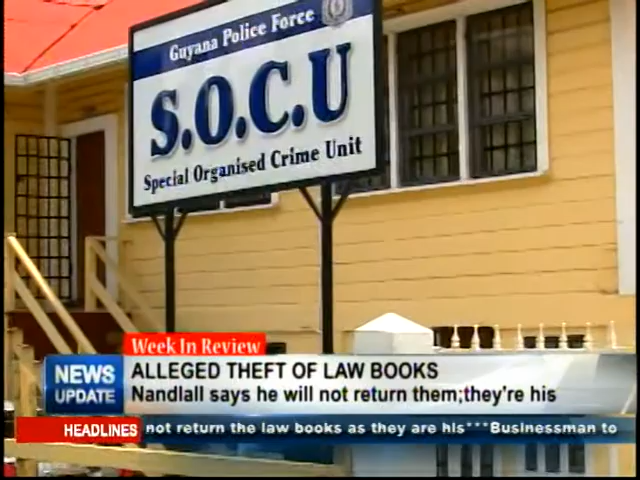 Guyana Police Force
S.O.C.U
Special Organised Crime Unit
Week In Review
NEWS
UPDATE
ALLEGED THEFT OF LAW BOOKS
Nandlall says he will not return them;they're his
HEADLINES
not return the law books as they are his***Businessman to